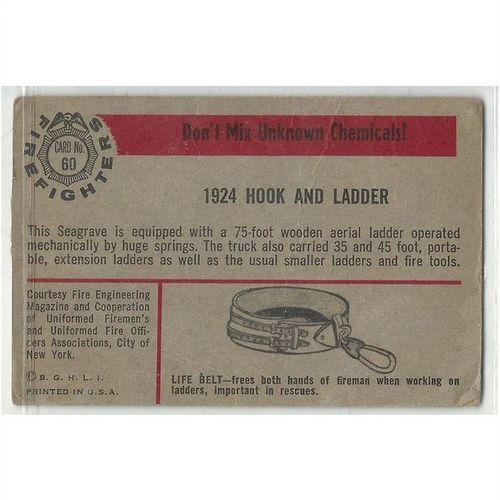 FIRE FIGHTERS
CARD No.
60
Don't Mix Unknown Chemicals!
1924 HOOK AND LADDER
This Seagrave is equipped with a 75-foot wooden aerial ladder operated
mechanically by huge springs. The truck also carried 35 and 45 foot, porta-
ble, extension ladders as well as the usual smaller ladders and fire tools.
Courtesy Fire Engineering
Magazine and Cooperation
of Uniformed Firemen's
and Uniformed Fire Offi-
cers Associations, City of
New York.
© B. G. H. L. I.
PRINTED IN U.S.A.
LIFE BELT—frees both hands of fireman when working on
ladders, important in rescues.